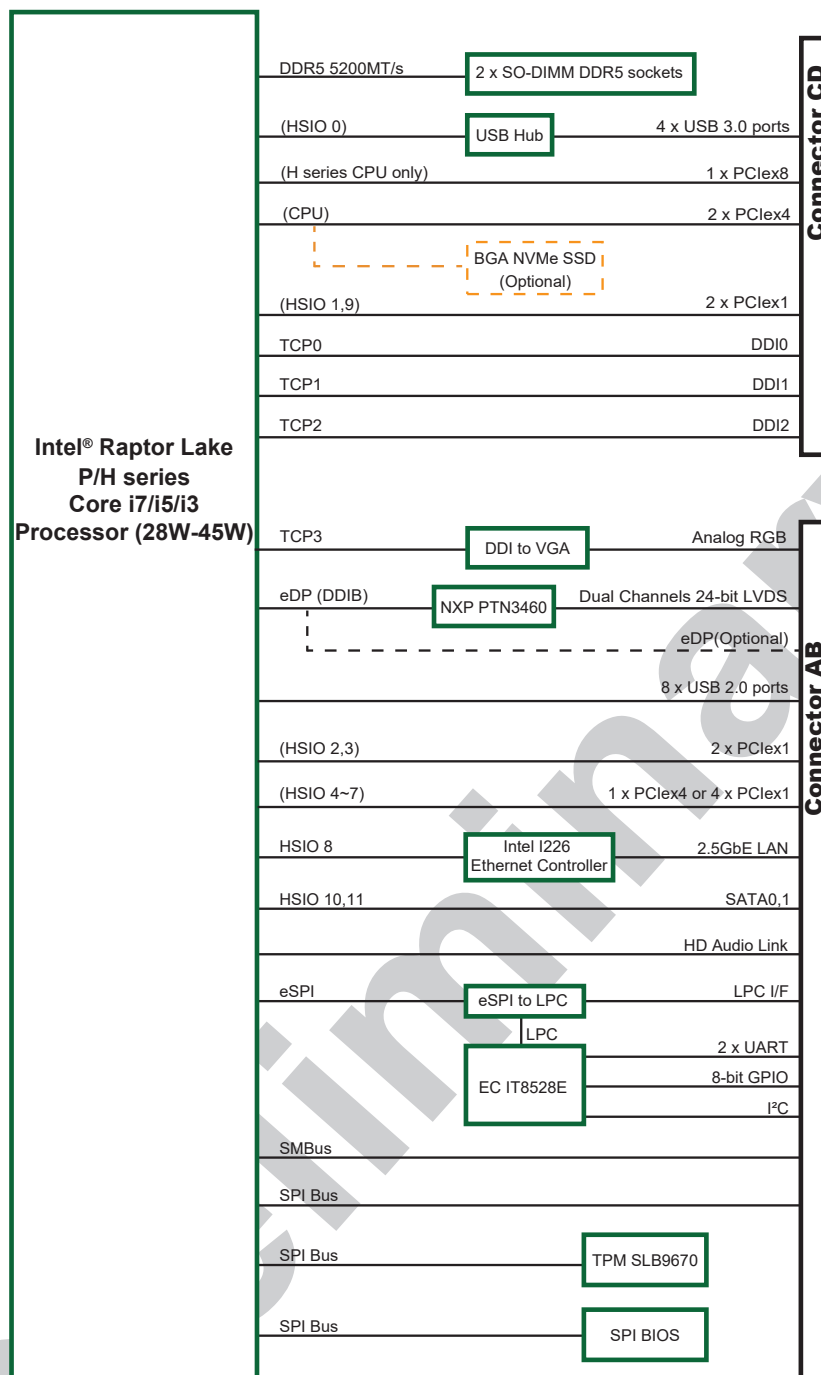 DDR5 5200MT/s
2 x SO-DIMM DDR5 sockets
(HSIO 0)
USB Hub
4 x USB 3.0 ports
(H series CPU only)
1 x PCIex8
(CPU)
2 x PCIex4
BGA NVMe SSD
(Optional)
(HSIO 1,9)
2 x PCIex1
TCP0
DDI0
TCP1
DDI1
TCP2
DDI2
Connector CD
Intel® Raptor Lake
P/H series
Core i7/i5/i3
Processor (28W-45W)
TCP3
DDI to VGA
Analog RGB
eDP (DDIB)
NXP PTN3460
Dual Channels 24-bit LVDS
eDP(Optional)
8 x USB 2.0 ports
(HSIO 2,3)
2 x PCIex1
(HSIO 4~7)
1 x PCIex4 or 4 x PCIex1
HSIO 8
Intel I226
Ethernet Controller
2.5GbE LAN
HSIO 10,11
SATA0,1
HD Audio Link
eSPI
eSPI to LPC
LPC I/F
LPC
EC IT8528E
2 x UART
8-bit GPIO
I²C
SMBus
SPI Bus
SPI Bus
TPM SLB9670
SPI Bus
SPI BIOS
Connector AB
eliminar